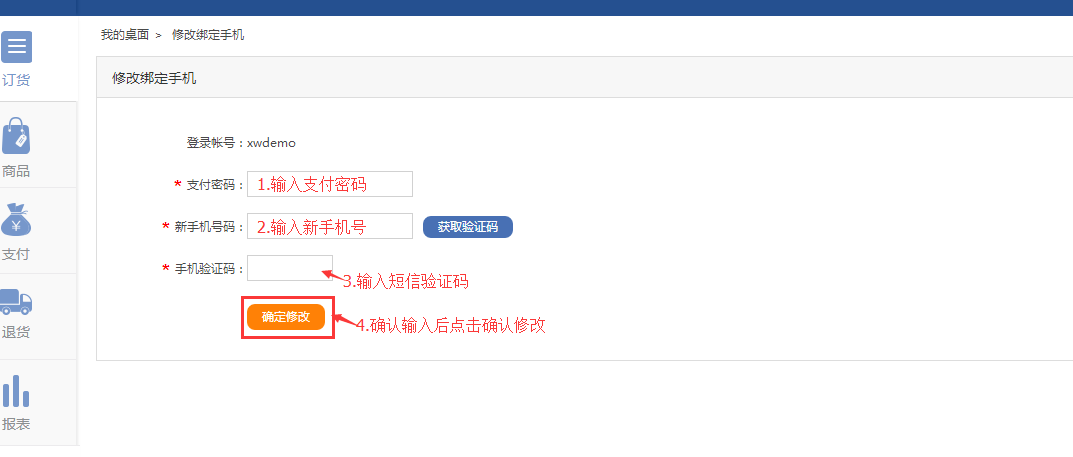 我的桌面 > 修改绑定手机
订货
修改绑定手机
登录帐号：xwdemo
商品
* 支付密码： 1.输入支付密码
* 新手机号码： 2.输入新手机号 获取验证码
支付
* 手机验证码：
3.输入短信验证码
确定修改
4.确认输入后点击确认修改
退货
报表